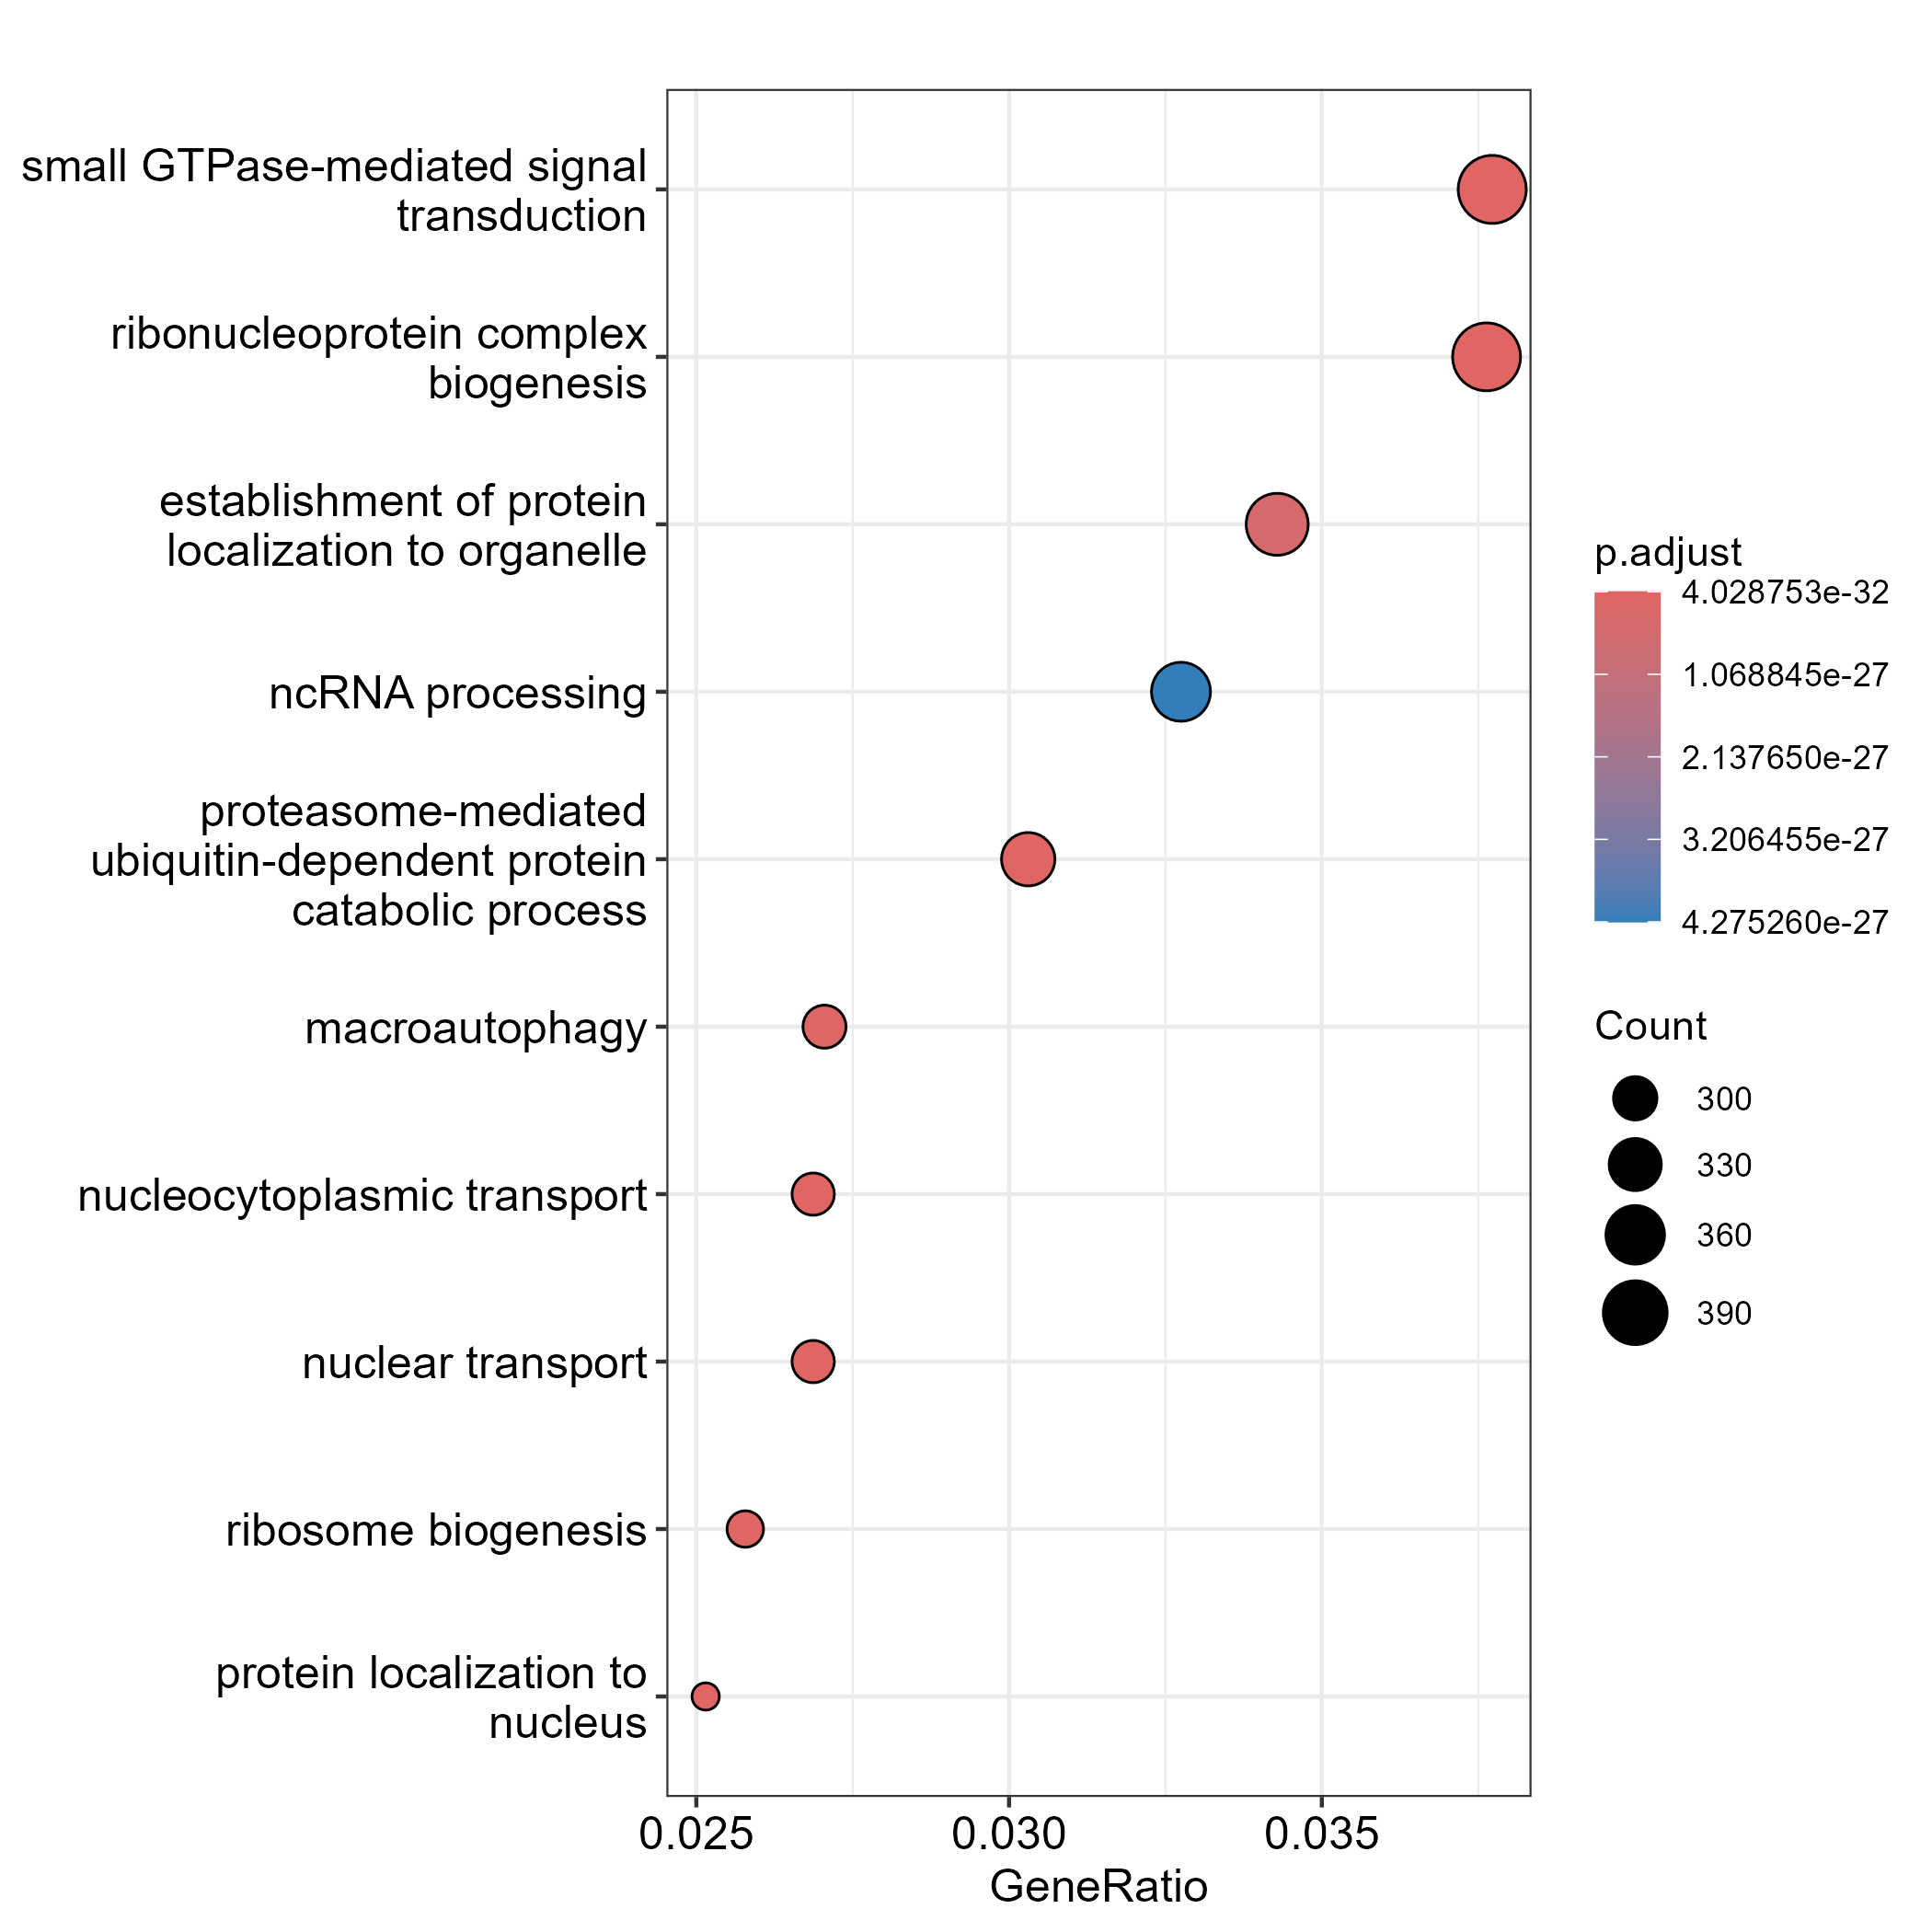 small GTPase-mediated signal
transduction
ribonucleoprotein complex
biogenesis
establishment of protein
localization to organelle
ncRNA processing
proteasome-mediated
ubiquitin-dependent protein
catabolic process
macroautophagy
nucleocytoplasmic transport
nuclear transport
ribosome biogenesis
protein localization to
nucleus
0.025
0.030
0.035
GeneRatio
p.adjust
4.028753e-32
1.068845e-27
2.137650e-27
3.206455e-27
4.275260e-27
Count
300
330
360
390